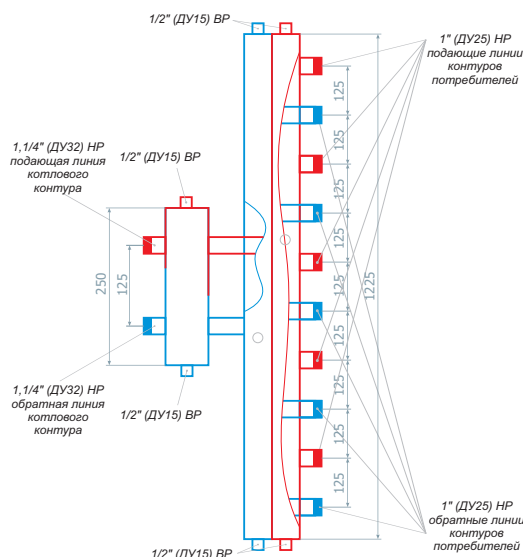 1/2" (ДУ15) ВР
1" (ДУ25) НР
подающие линии
контуров
потребителей
1,1/4" (ДУ32) НР
подающая линия
котлового
контура
1/2" (ДУ15) ВР
250
125
1,1/4" (ДУ32) НР
обратная линия
котлового
контура
1/2" (ДУ15) ВР
125
125
125
125
125
125
125
125
125
1225
1" (ДУ25) НР
обратные линии
контуров
потребителей
1/2" (ДУ15) ВР